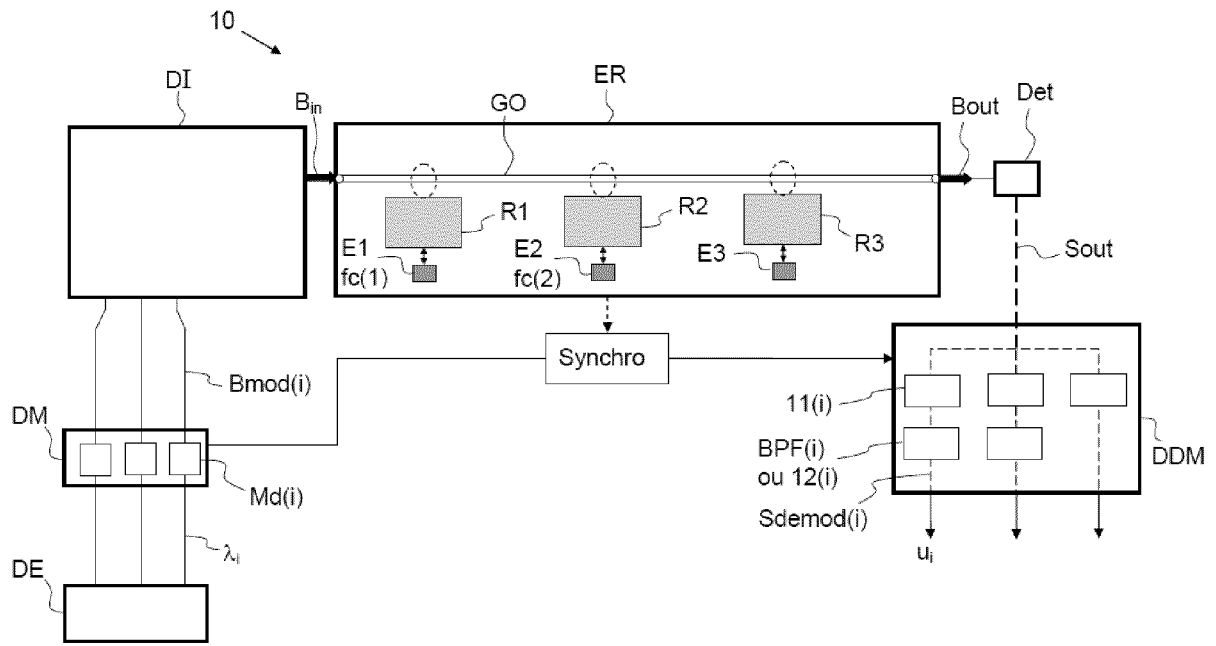 10
DI
Bin
GO
ER
Bout
Det
R1
R2
R3
E1
fc(1)
E2
fc(2)
E3
Sout
Synchro
Bmod(i)
DM
Md(i)
λi
DE
11(i)
BPF(i)
ou 12(i)
Sdemod(i)
DDM
ui